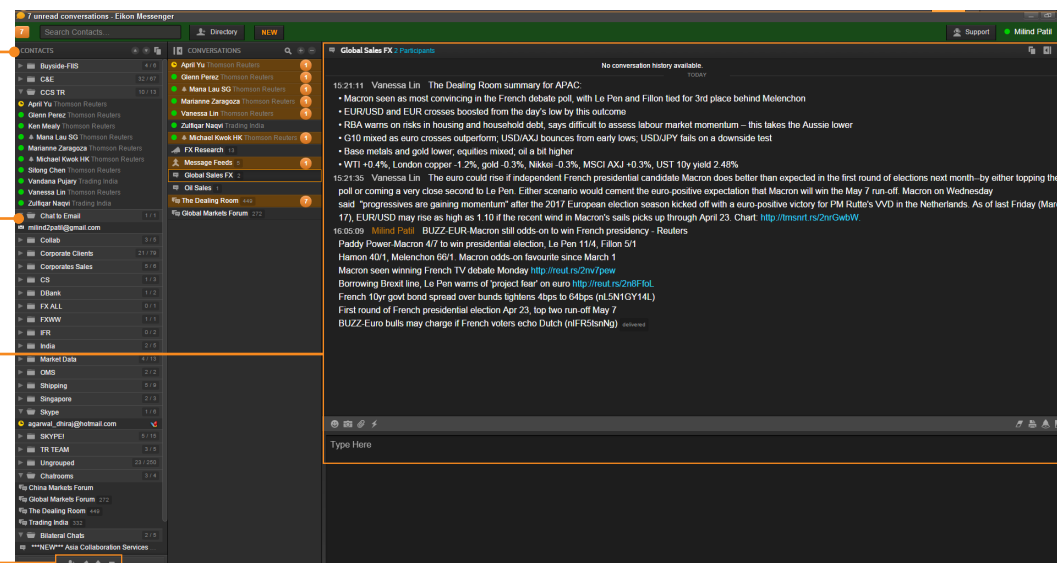 7 unread conversations - Eikon Messenger
7 Search Contacts... Directory NEW Support Milind Patil
CONTACTS
Buyside-FIIS 4 / 6
C&E 32 / 67
CCS TR 10 / 13
April Yu Thomson Reuters
Glenn Perez Thomson Reuters
Ken Mealy Thomson Reuters
Mana Lau SG Thomson Reuters
Marianne Zaragoza Thomson Reuters
Michael Kwok HK Thomson Reuters
Silong Chen Thomson Reuters
Vandana Pujary Trading India
Vanessa Lin Thomson Reuters
Zulfiqar Naqvi Trading India
Chat to Email 1 / 1
milind2patil@gmail.com
Collab 3 / 5
Corporate Clients 21 / 79
Corporates Sales 5 / 6
CS 1 / 3
DBank 1 / 2
FX ALL 0 / 1
FXWW 1 / 1
IFR 0 / 2
India 2 / 5
Market Data 4 / 13
OMS 2 / 2
Shipping 5 / 9
Singapore 2 / 3
Skype 1 / 8
agarwal_dhiraj@hotmail.com
SKYPE! 5 / 16
TR TEAM 3 / 5
Ungrouped 23 / 250
Chatrooms 3 / 4
China Markets Forum
Global Markets Forum 272
The Dealing Room 448
Trading India 332
Bilateral Chats 2 / 5
***NEW*** Asia Collaboration Services ...
CONVERSATIONS
April Yu Thomson Reuters 1
Glenn Perez Thomson Reuters 1
Mana Lau SG Thomson Reuters 1
Marianne Zaragoza Thomson Reuters 1
Vanessa Lin Thomson Reuters 1
Zulfiqar Naqvi Trading India
Michael Kwok HK Thomson Reuters 1
FX Research 13
Message Feeds 6 1
Global Sales FX 2
Oil Sales 1
The Dealing Room 448 7
Global Markets Forum 272
Global Sales FX 2 Participants
No conversation history available.
TODAY
15:21:11 Vanessa Lin The Dealing Room summary for APAC:
• Macron seen as most convincing in the French debate poll, with Le Pen and Fillon tied for 3rd place behind Melenchon
• EUR/USD and EUR crosses boosted from the day's low by this outcome
• RBA warns on risks in housing and household debt, says difficult to assess labour market momentum – this takes the Aussie lower
• G10 mixed as euro crosses outperform; USD/AXJ bounces from early lows; USD/JPY fails on a downside test
• Base metals and gold lower; equities mixed; oil a bit higher
• WTI +0.4%, London copper -1.2%, gold -0.3%, Nikkei -0.3%, MSCI AXJ +0.3%, UST 10y yield 2.48%
15:21:35 Vanessa Lin The euro could rise if independent French presidential candidate Macron does better than expected in the first round of elections next month–by either topping the
poll or coming a very close second to Le Pen. Either scenario would cement the euro-positive expectation that Macron will win the May 7 run-off. Macron on Wednesday
said "progressives are gaining momentum" after the 2017 European election season kicked off with a euro-positive victory for PM Rutte's VVD in the Netherlands. As of last Friday (Mar
17), EUR/USD may rise as high as 1.10 if the recent wind in Macron's sails picks up through April 23. Chart: http://tmsnrt.rs/2nrGwbW.
16:05:09 Milind Patil BUZZ-EUR-Macron still odds-on to win French presidency - Reuters
Paddy Power-Macron 4/7 to win presidential election, Le Pen 11/4, Fillon 5/1
Hamon 40/1, Melenchon 66/1. Macron odds-on favourite since March 1
Macron seen winning French TV debate Monday http://reut.rs/2nv7pew
Borrowing Brexit line, Le Pen warns of 'project fear' on euro http://reut.rs/2n8FfoL
French 10yr govt bond spread over bunds tightens 4bps to 64bps (nL5N1GY14L)
First round of French presidential election Apr 23, top two run-off May 7
BUZZ-Euro bulls may charge if French voters echo Dutch (nIFR5tsnNg) delivered
Type Here